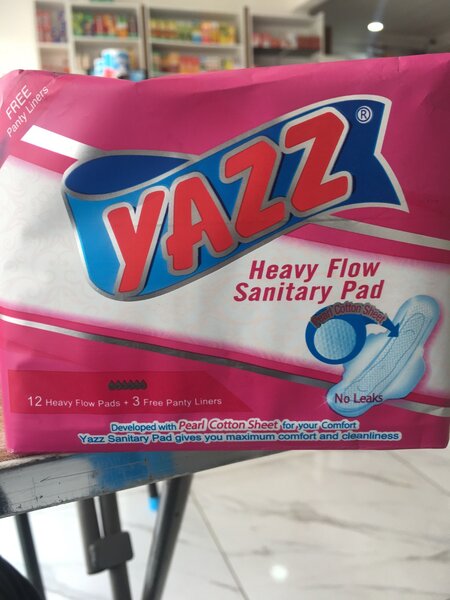 FREE
Panty Liners
YAZZ®
Heavy Flow
Sanitary Pad
Pearl Cotton Sheet
No Leaks
12 Heavy Flow Pads + 3 Free Panty Liners
Developed with Pearl Cotton Sheet for your Comfort
Yazz Sanitary Pad gives you maximum comfort and cleanliness